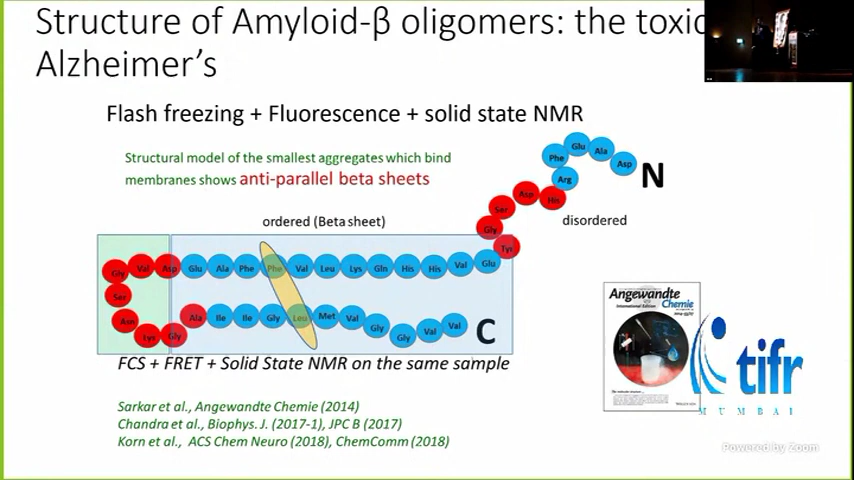 Structure of Amyloid-β oligomers: the toxic
Alzheimer's
Flash freezing + Fluorescence + solid state NMR
Structural model of the smallest aggregates which bind
membranes shows anti-parallel beta sheets
ordered (Beta sheet)
disordered
N
Asp
Ala
Glu
Phe
Arg
His
Asp
Ser
Gly
Tyr
Gly Val Asp Glu Ala Phe Phe Val Leu Lys Gln His His Val Glu
Ser
Asn
Lys Gly Ala Ile Ile Gly Leu Met Val Gly Gly Val Val
C
FCS + FRET + Solid State NMR on the same sample
Sarkar et al., Angewandte Chemie (2014)
Chandra et al., Biophys. J. (2017-1), JPC B (2017)
Korn et al., ACS Chem Neuro (2018), ChemComm (2018)
Angewandte
Chemie
International Edition
tifr
MUMBAI
Powered by Zoom